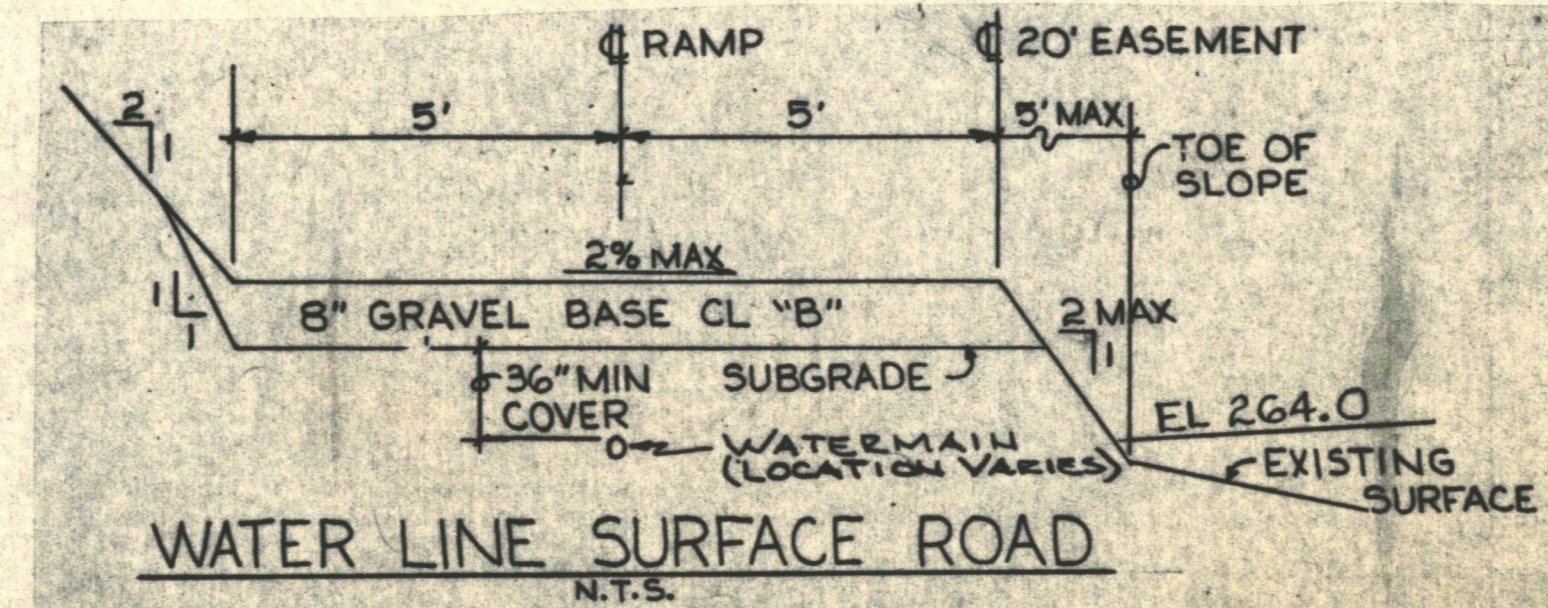 ℄ RAMP
℄ 20' EASEMENT
2
1
5'
5'
5' MAX
TOE OF
SLOPE
2% MAX
1
1
8" GRAVEL BASE CL "B"
2 MAX
1
36" MIN
COVER
SUBGRADE
EL 264.0
WATERMAIN
(LOCATION VARIES)
EXISTING
SURFACE
WATER LINE SURFACE ROAD
N.T.S.